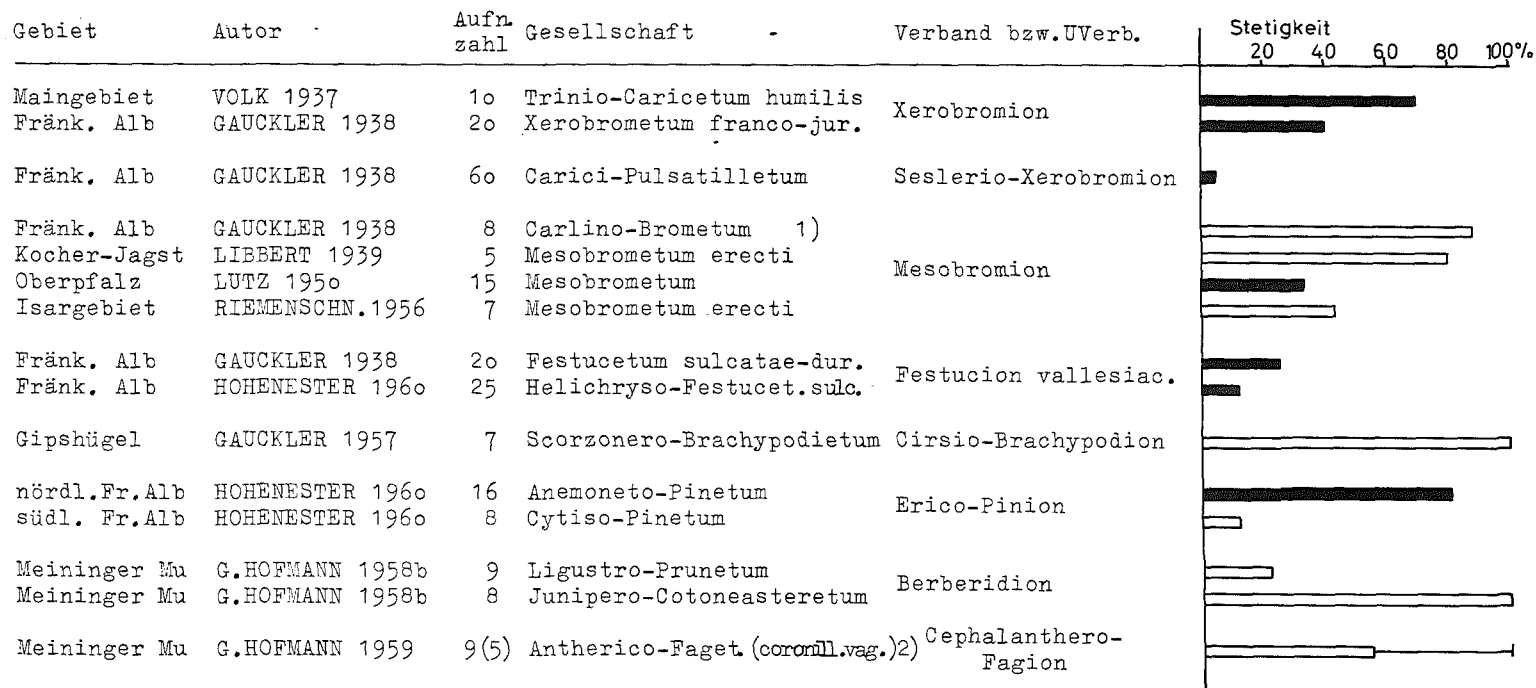 Gebiet Autor Aufn. zahl Gesellschaft - Verband bzw.UVerb. Stetigkeit
20 40 60 80 100%
Maingebiet VOLK 1937 1o Trinio-Caricetum humilis
Xerobromion
Fränk. Alb GAUCKLER 1938 2o Xerobrometum franco-jur.
Fränk. Alb GAUCKLER 1938 6o Carici-Pulsatilletum Seslerio-Xerobromion
Fränk. Alb GAUCKLER 1938 8 Carlino-Brometum 1)
Kocher-Jagst LIBBERT 1939 5 Mesobrometum erecti
Mesobromion
Oberpfalz LUTZ 195o 15 Mesobrometum
Isargebiet RIEMENSCHN.1956 7 Mesobrometum erecti
Fränk. Alb GAUCKLER 1938 2o Festucetum sulcatae-dur.
Festucion vallesiac.
Fränk. Alb HOHENESTER 196o 25 Helichryso-Festucet.sulc.
Gipshügel GAUCKLER 1957 7 Scorzonero-Brachypodietum Cirsio-Brachypodion
nördl.Fr.Alb HOHENESTER 196o 16 Anemoneto-Pinetum
Erico-Pinion
südl. Fr.Alb HOHENESTER 196o 8 Cytiso-Pinetum
Meininger Mu G.HOFMANN 1958b 9 Ligustro-Prunetum
Berberidion
Meininger Mu G.HOFMANN 1958b 8 Junipero-Cotoneasteretum
Meininger Mu G.HOFMANN 1959 9(5) Antherico-Faget.(coronill.vag.)2) Cephalanthero-
Fagion